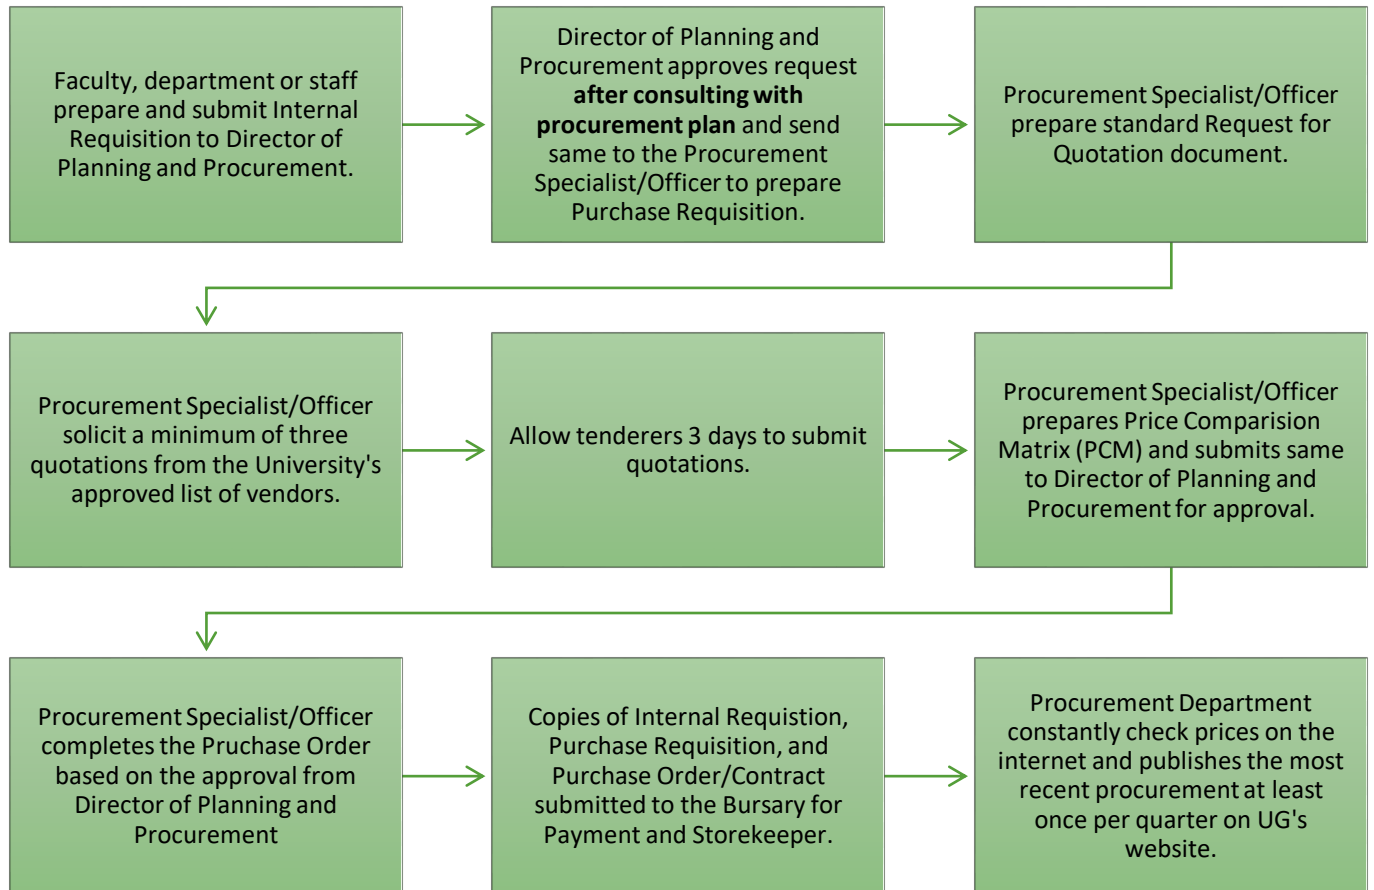 Faculty, department or staff
prepare and submit Internal
Requisition to Director of
Planning and Procurement.
Director of Planning and
Procurement approves request
after consulting with
procurement plan and send
same to the Procurement
Specialist/Officer to prepare
Purchase Requisition.
Procurement Specialist/Officer
prepare standard Request for
Quotation document.
Procurement Specialist/Officer
solicit a minimum of three
quotations from the University's
approved list of vendors.
Allow tenderers 3 days to submit
quotations.
Procurement Specialist/Officer
prepares Price Comparision
Matrix (PCM) and submits same
to Director of Planning and
Procurement for approval.
Procurement Specialist/Officer
completes the Pruchase Order
based on the approval from
Director of Planning and
Procurement
Copies of Internal Requistion,
Purchase Requisition, and
Purchase Order/Contract
submitted to the Bursary for
Payment and Storekeeper.
Procurement Department
constantly check prices on the
internet and publishes the most
recent procurement at least
once per quarter on UG's
website.